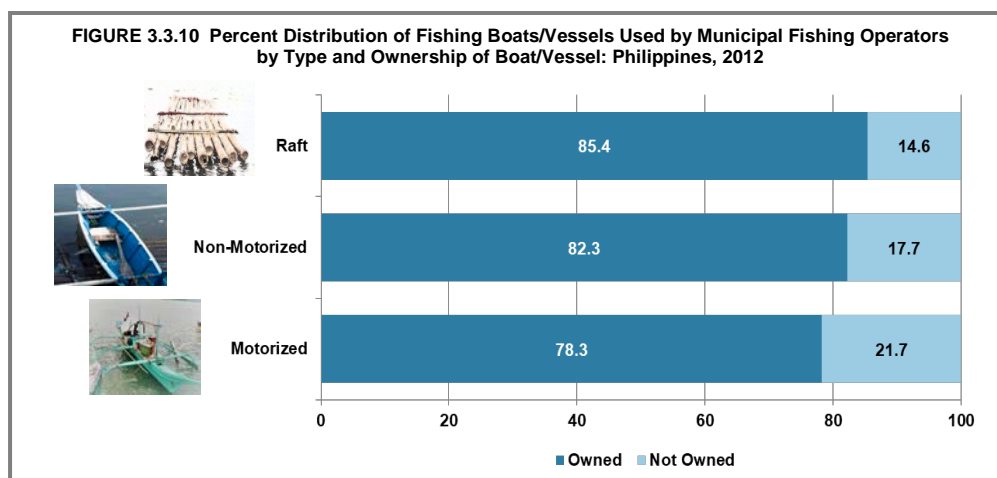 FIGURE 3.3.10 Percent Distribution of Fishing Boats/Vessels Used by Municipal Fishing Operators
by Type and Ownership of Boat/Vessel: Philippines, 2012
Raft
85.4
14.6
Non-Motorized
82.3
17.7
Motorized
78.3
21.7
0
20
40
60
80
100
Owned
Not Owned